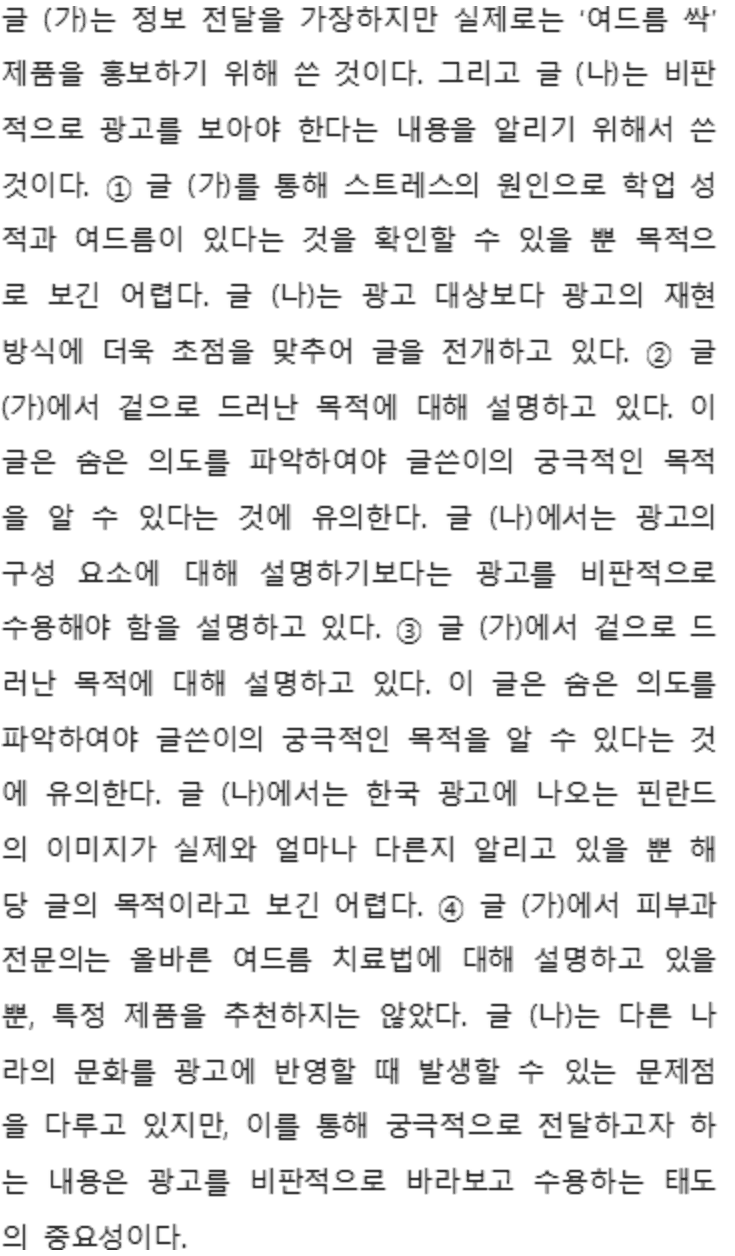 글 (가)는 정보 전달을 가장하지만 실제로는 ‘여드름 싹’
제품을 홍보하기 위해 쓴 것이다. 그리고 글 (나)는 비판
적으로 광고를 보아야 한다는 내용을 알리기 위해서 쓴
것이다. ① 글 (가)를 통해 스트레스의 원인으로 학업 성
적과 여드름이 있다는 것을 확인할 수 있을 뿐 목적으
로 보긴 어렵다. 글 (나)는 광고 대상보다 광고의 재현
방식에 더욱 초점을 맞추어 글을 전개하고 있다. ② 글
(가)에서 겉으로 드러난 목적에 대해 설명하고 있다. 이
글은 숨은 의도를 파악하여야 글쓴이의 궁극적인 목적
을 알 수 있다는 것에 유의한다. 글 (나)에서는 광고의
구성 요소에 대해 설명하기보다는 광고를 비판적으로
수용해야 함을 설명하고 있다. ③ 글 (가)에서 겉으로 드
러난 목적에 대해 설명하고 있다. 이 글은 숨은 의도를
파악하여야 글쓴이의 궁극적인 목적을 알 수 있다는 것
에 유의한다. 글 (나)에서는 한국 광고에 나오는 핀란드
의 이미지가 실제와 얼마나 다른지 알리고 있을 뿐 해
당 글의 목적이라고 보긴 어렵다. ④ 글 (가)에서 피부과
전문의는 올바른 여드름 치료법에 대해 설명하고 있을
뿐, 특정 제품을 추천하지는 않았다. 글 (나)는 다른 나
라의 문화를 광고에 반영할 때 발생할 수 있는 문제점
을 다루고 있지만, 이를 통해 궁극적으로 전달하고자 하
는 내용은 광고를 비판적으로 바라보고 수용하는 태도
의 중요성이다.